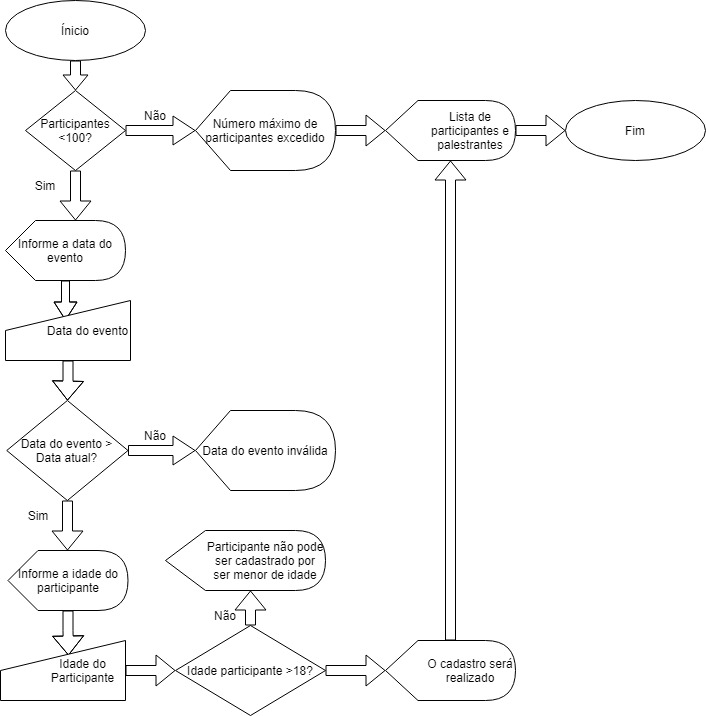 Ínicio
Participantes
<100?
Não
Número máximo de
participantes excedido
Lista de
participantes e
palestrantes
Fim
Sim
Informe a data do
evento
Data do evento
Data do evento >
Data atual?
Não
Data do evento inválida
Sim
Informe a idade do
participante
Participante não pode
ser cadastrado por
ser menor de idade
Não
Idade do
Participante
Idade participante >18?
O cadastro será
realizado